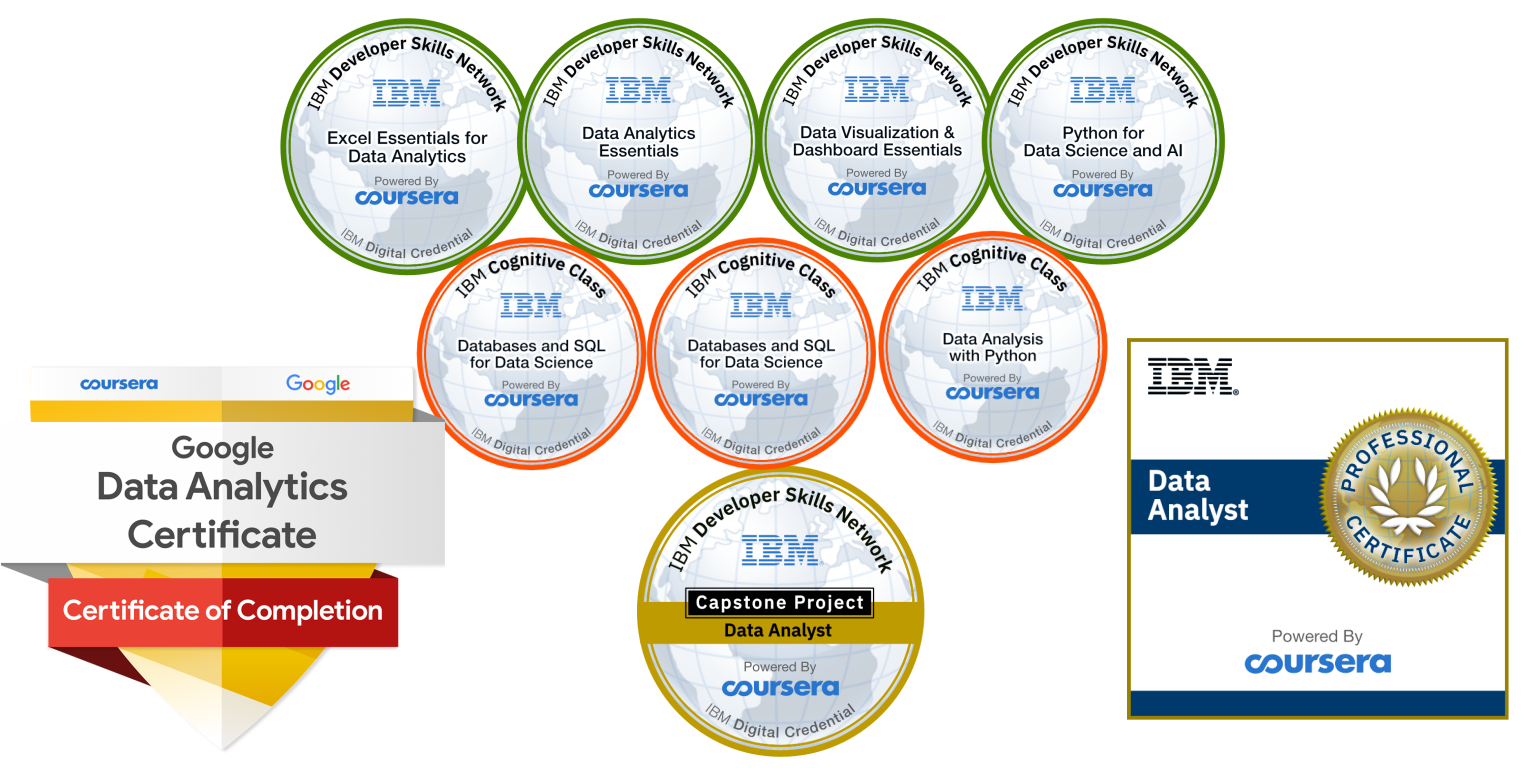 IBM Developer Skills Network
IBM
Excel Essentials for
Data Analytics
Powered By
coursera
IBM Digital Credential
IBM Developer Skills Network
IBM
Data Analytics
Essentials
Powered By
coursera
IBM Digital Credential
IBM Developer Skills Network
IBM
Data Visualization &
Dashboard Essentials
Powered By
coursera
IBM Digital Credential
IBM Developer Skills Network
IBM
Python for
Data Science and AI
Powered By
coursera
IBM Digital Credential
IBM Cognitive Class
IBM
Databases and SQL
for Data Science
Powered By
coursera
IBM Digital Credential
IBM Cognitive Class
IBM
Databases and SQL
for Data Science
Powered By
coursera
IBM Digital Credential
IBM Cognitive Class
IBM
Data Analysis
with Python
Powered By
coursera
IBM Digital Credential
coursera
Google
Google
Data Analytics
Certificate
Certificate of Completion
IBM Developer Skills Network
IBM
Capstone Project
Data Analyst
Powered By
coursera
IBM Digital Credential
IBM®
Data
Analyst
PROFESSIONAL
CERTIFICATE
Powered By
coursera